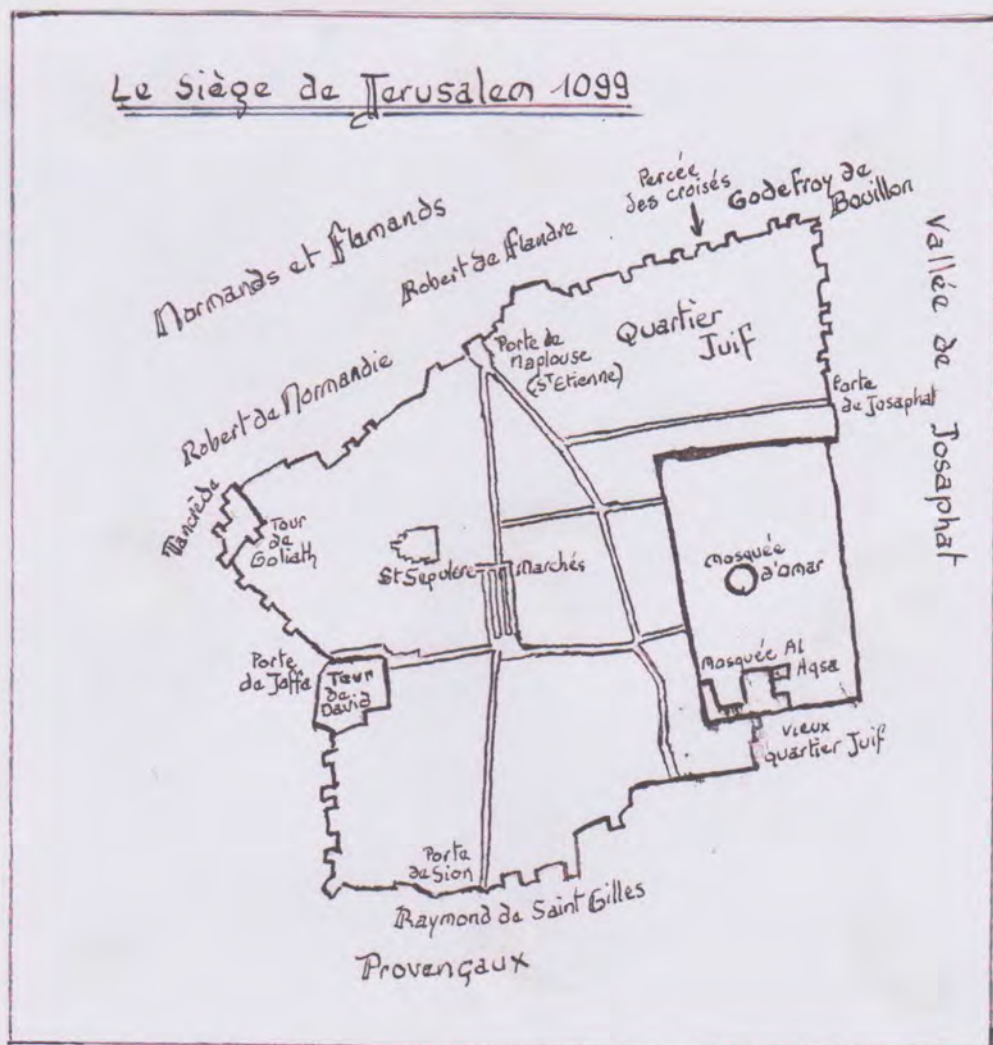 Le Siège de Jerusalem 1099
Percée
des croisés
Godefroy de
Bouillon
Normands et Flamands
Robert de Flandre
Vallée de Josaphat
Quartier
Juif
Porte de
Naplouse
(St Etienne)
Robert de Normandie
Porte
de Josaphat
Tancrède
Tour
de
Goliath
Mosquée
d'Omar
St Sepulcre
Marchés
Mosquée Al
Aqsa
Porte
de Joffa
Tour
de
David
Vieux
quartier Juif
Porte
de Sion
Raymond de Saint Gilles
Provençaux